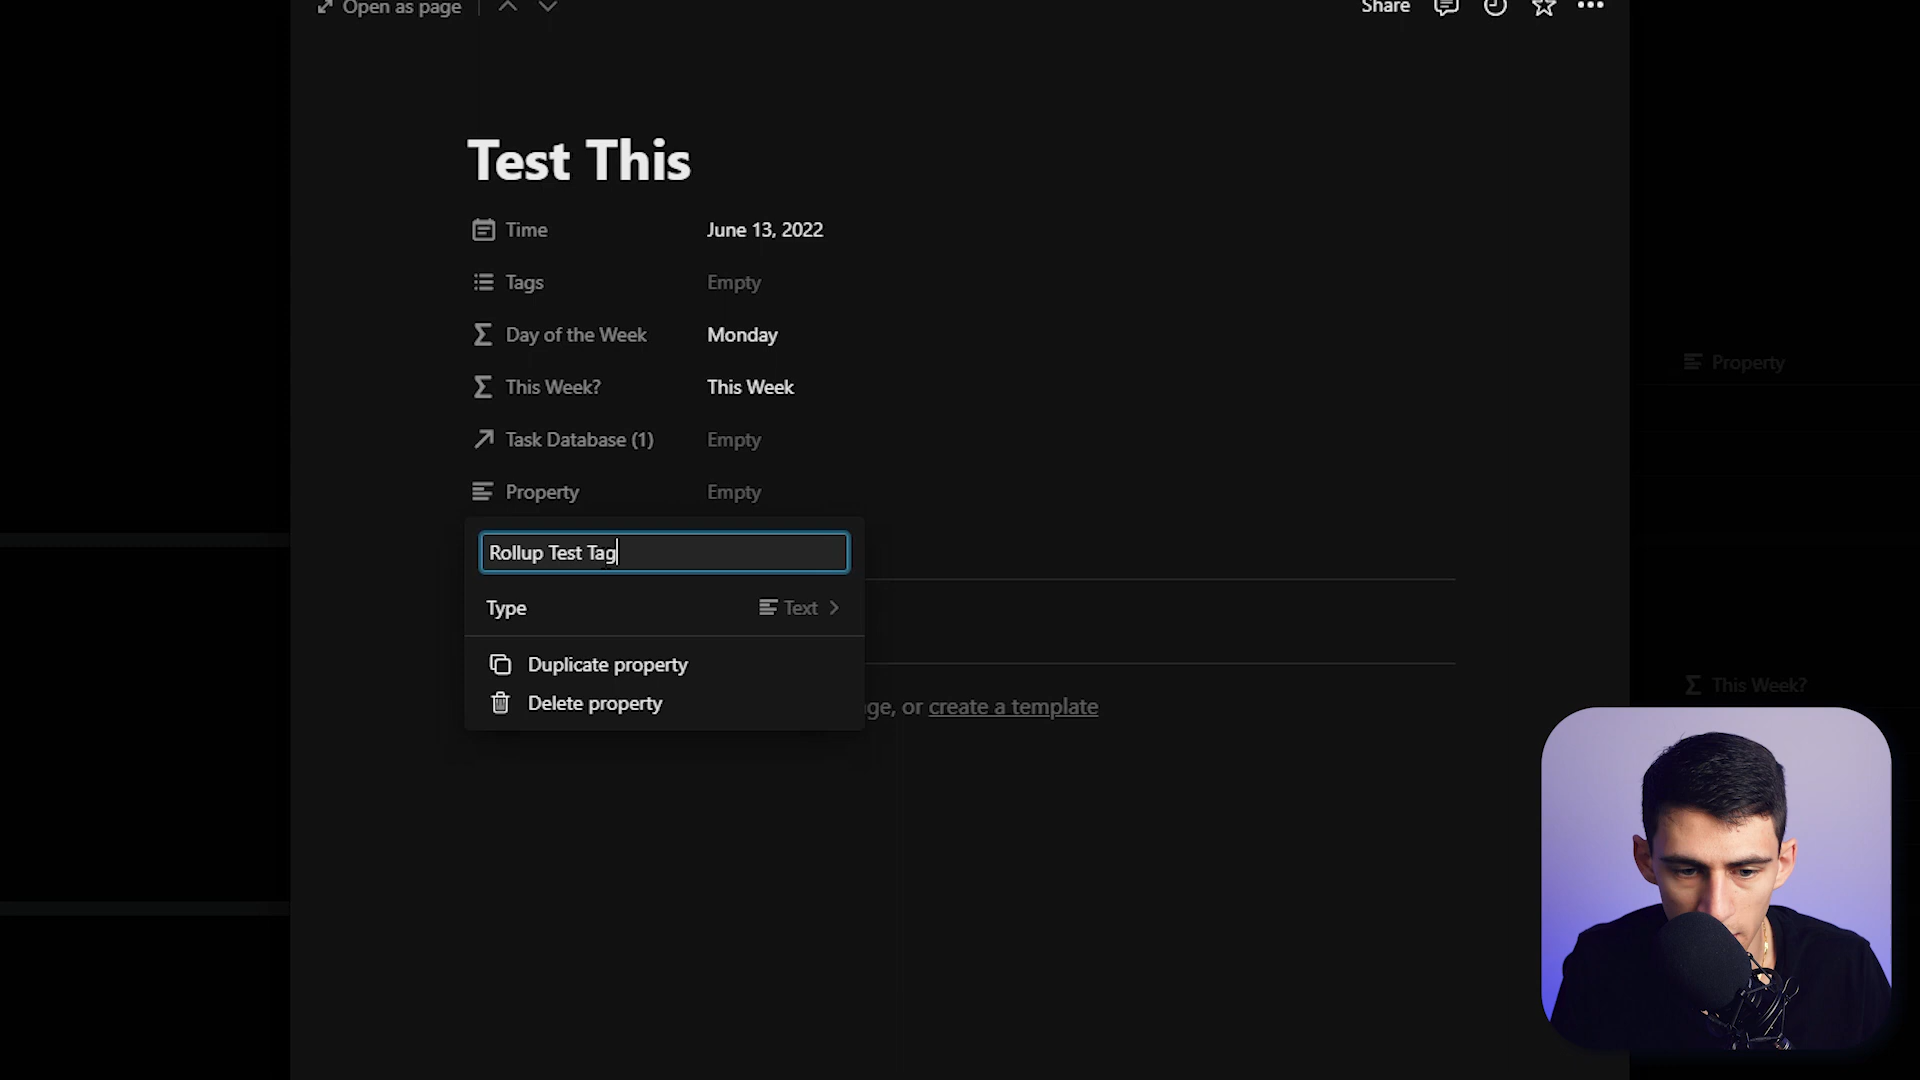 Open as page
Share
Test This
Time June 13, 2022
Tags Empty
Day of the Week Monday
This Week? This Week
Task Database (1) Empty
Property Empty
Property
Rollup Test Tag
Type Text
Duplicate property
Delete property
ge, or create a template
This Week?